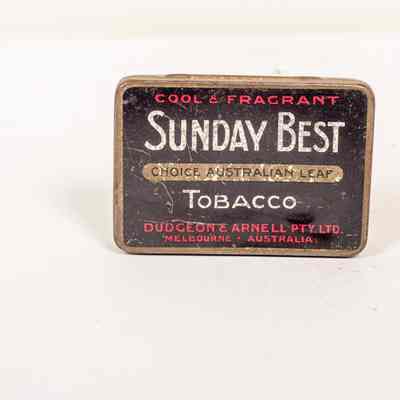 COOL & FRAGRANT
SUNDAY BEST
CHOICE AUSTRALIAN LEAF
TOBACCO
DUDGEON & ARNELL PTY. LTD.
MELBOURNE · AUSTRALIA